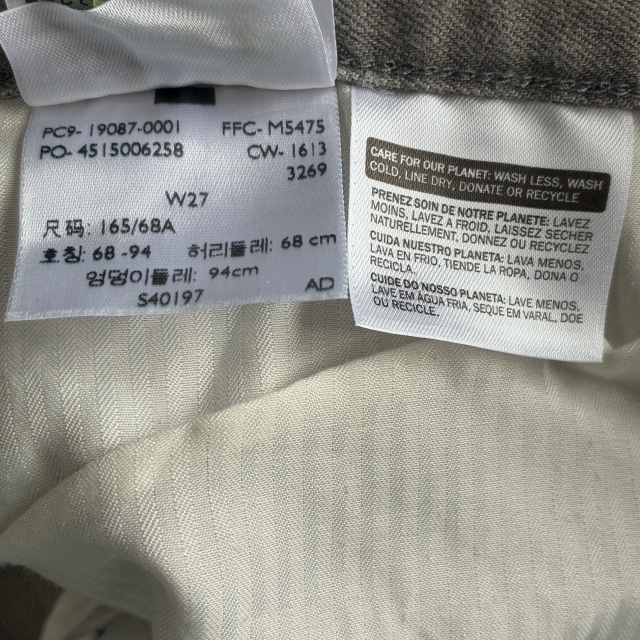 PC9- 19087-0001 FFC- M5475
PO- 4515006258 CW- 1613
3269
W27
尺码: 165/68A
호칭: 68 -94 허리둘레: 68 cm
엉덩이둘레: 94cm
S40197 AD
CARE FOR OUR PLANET: WASH LESS, WASH
COLD, LINE DRY, DONATE OR RECYCLE
PRENEZ SOIN DE NOTRE PLANETE: LAVEZ
MOINS, LAVEZ À FROID, LAISSEZ SECHER
NATURELLEMENT, DONNEZ OU RECYCLEZ
CUIDA NUESTRO PLANETA: LAVA MENOS,
LAVA EN FRIO, TIENDE LA ROPA, DONA O
RECICLA.
CUIDE DO NOSSO PLANETA: LAVE MENOS,
LAVE EM ÁGUA FRIA, SEQUE EM VARAL, DOE
OU RECICLE.